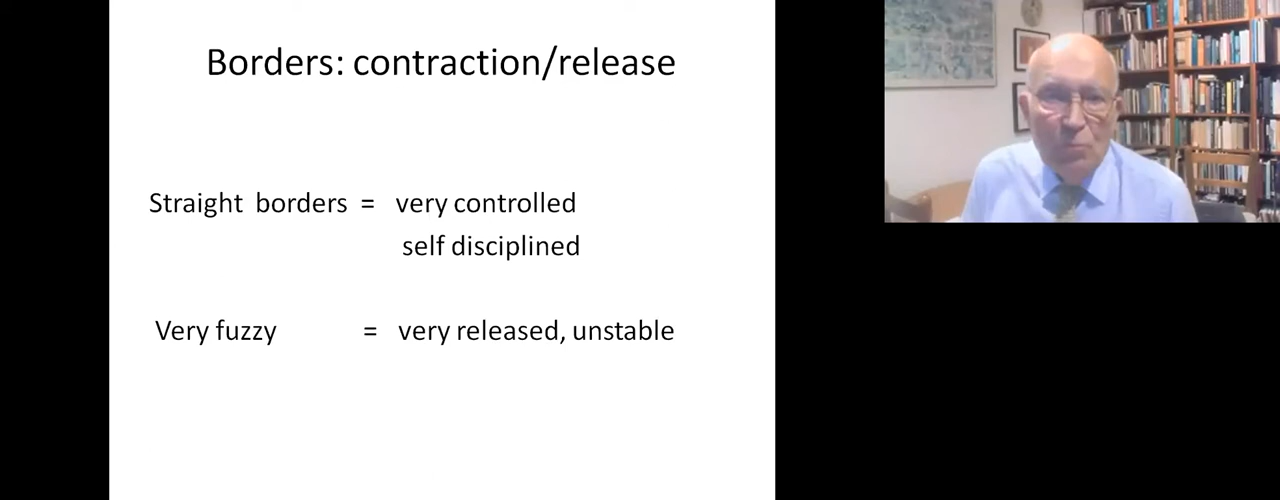 Borders: contraction/release
Straight borders = very controlled
self disciplined
Very fuzzy = very released, unstable